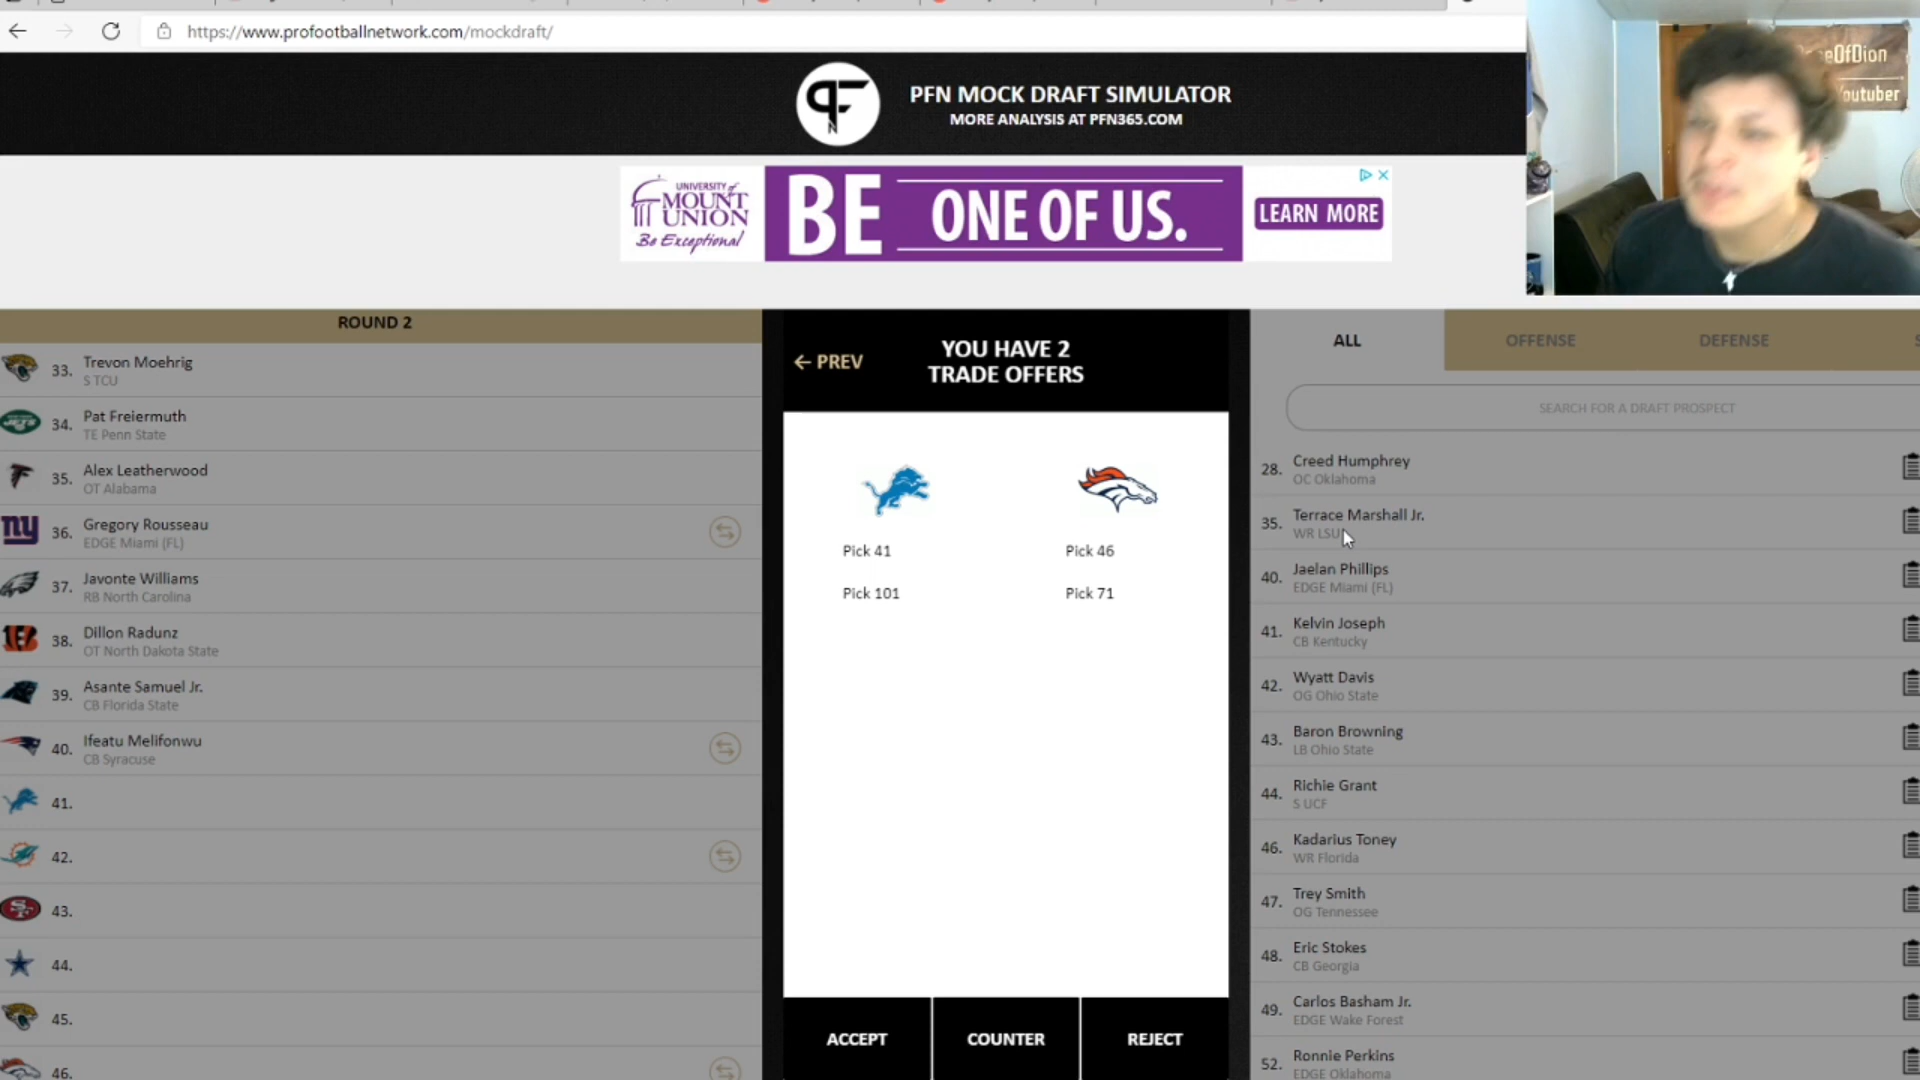 https://www.profootballnetwork.com/mockdraft/
eOfDion
Youtuber
PFN
PFN MOCK DRAFT SIMULATOR
MORE ANALYSIS AT PFN365.COM
UNIVERSITY of
MOUNT
UNION
Be Exceptional
BE ONE OF US.
LEARN MORE
ROUND 2
33. Trevon Moehrig
S TCU
34. Pat Freiermuth
TE Penn State
35. Alex Leatherwood
OT Alabama
ny
36. Gregory Rousseau
EDGE Miami (FL)
37. Javonte Williams
RB North Carolina
38. Dillon Radunz
OT North Dakota State
39. Asante Samuel Jr.
CB Florida State
40. Ifeatu Melifonwu
CB Syracuse
41.
42.
43.
44.
45.
46.
← PREV
YOU HAVE 2
TRADE OFFERS
Pick 41 Pick 46
Pick 101 Pick 71
ACCEPT COUNTER REJECT
ALL OFFENSE DEFENSE S
SEARCH FOR A DRAFT PROSPECT
28. Creed Humphrey
OC Oklahoma
35. Terrace Marshall Jr.
WR LSU
40. Jaelan Phillips
EDGE Miami (FL)
41. Kelvin Joseph
CB Kentucky
42. Wyatt Davis
OG Ohio State
43. Baron Browning
LB Ohio State
44. Richie Grant
S UCF
46. Kadarius Toney
WR Florida
47. Trey Smith
OG Tennessee
48. Eric Stokes
CB Georgia
49. Carlos Basham Jr.
EDGE Wake Forest
52. Ronnie Perkins
EDGE Oklahoma